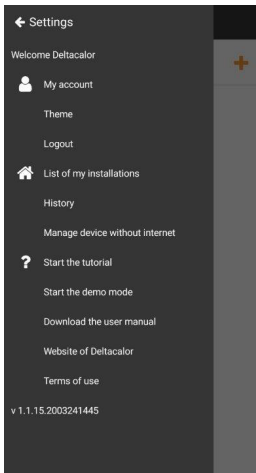 Settings
Welcome Deltacalor
My account
Theme
Logout
List of my installations
History
Manage device without internet
Start the tutorial
Start the demo mode
Download the user manual
Website of Deltacalor
Terms of use
v 1.1.15.2003241445